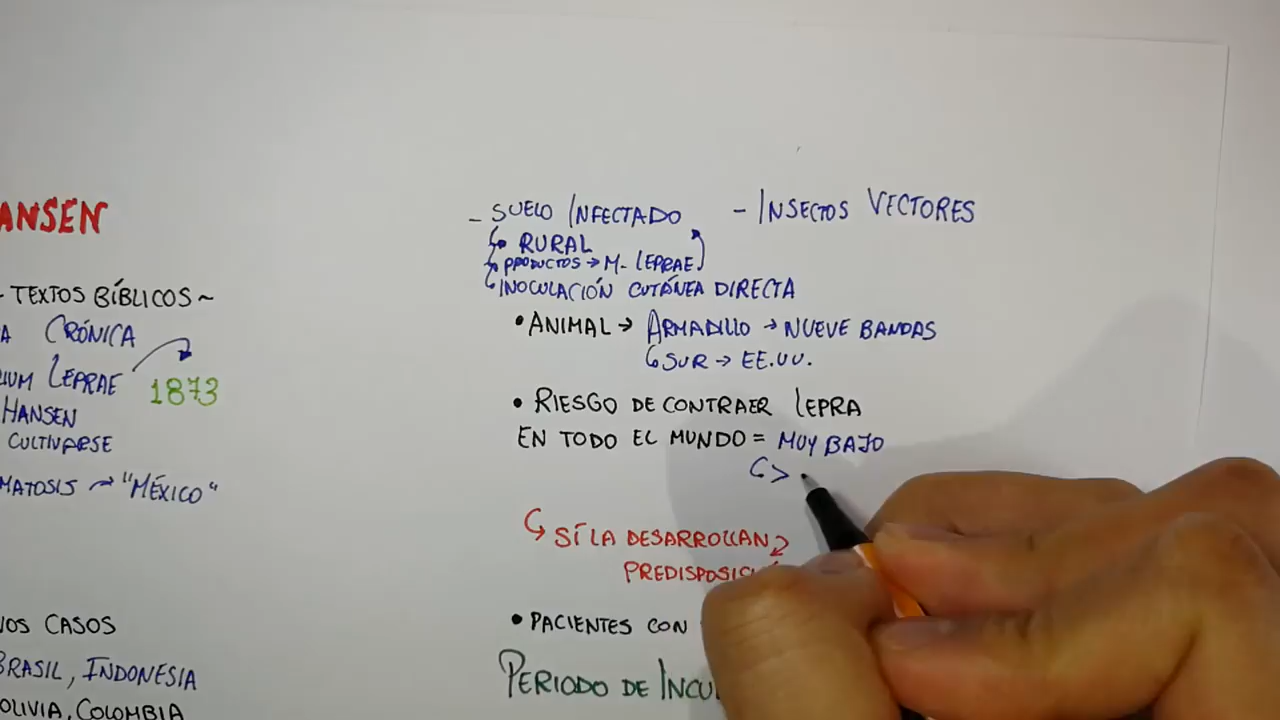 ANSEN
- TEXTOS BÍBLICOS ~
A CRÓNICA
IUM LEPRAE 1873
HANSEN
CULTIVARSE
MATOSIS → "MÉXICO"
VOS CASOS
BRASIL, INDONESIA
OLIVIA, COLOMBIA
- SUELO INFECTADO - INSECTOS VECTORES
RURAL
PRODUCTOS → M. LEPRAE
INOCULACIÓN CUTÁNEA DIRECTA
• ANIMAL → ARMADILLO → NUEVE BANDAS
SUR → EE.UU.
• RIESGO DE CONTRAER LEPRA
EN TODO EL MUNDO = MUY BAJO
>
SÍ LA DESARROLLAN
PREDISPOSICI
• PACIENTES CON
PERIODO DE INCU